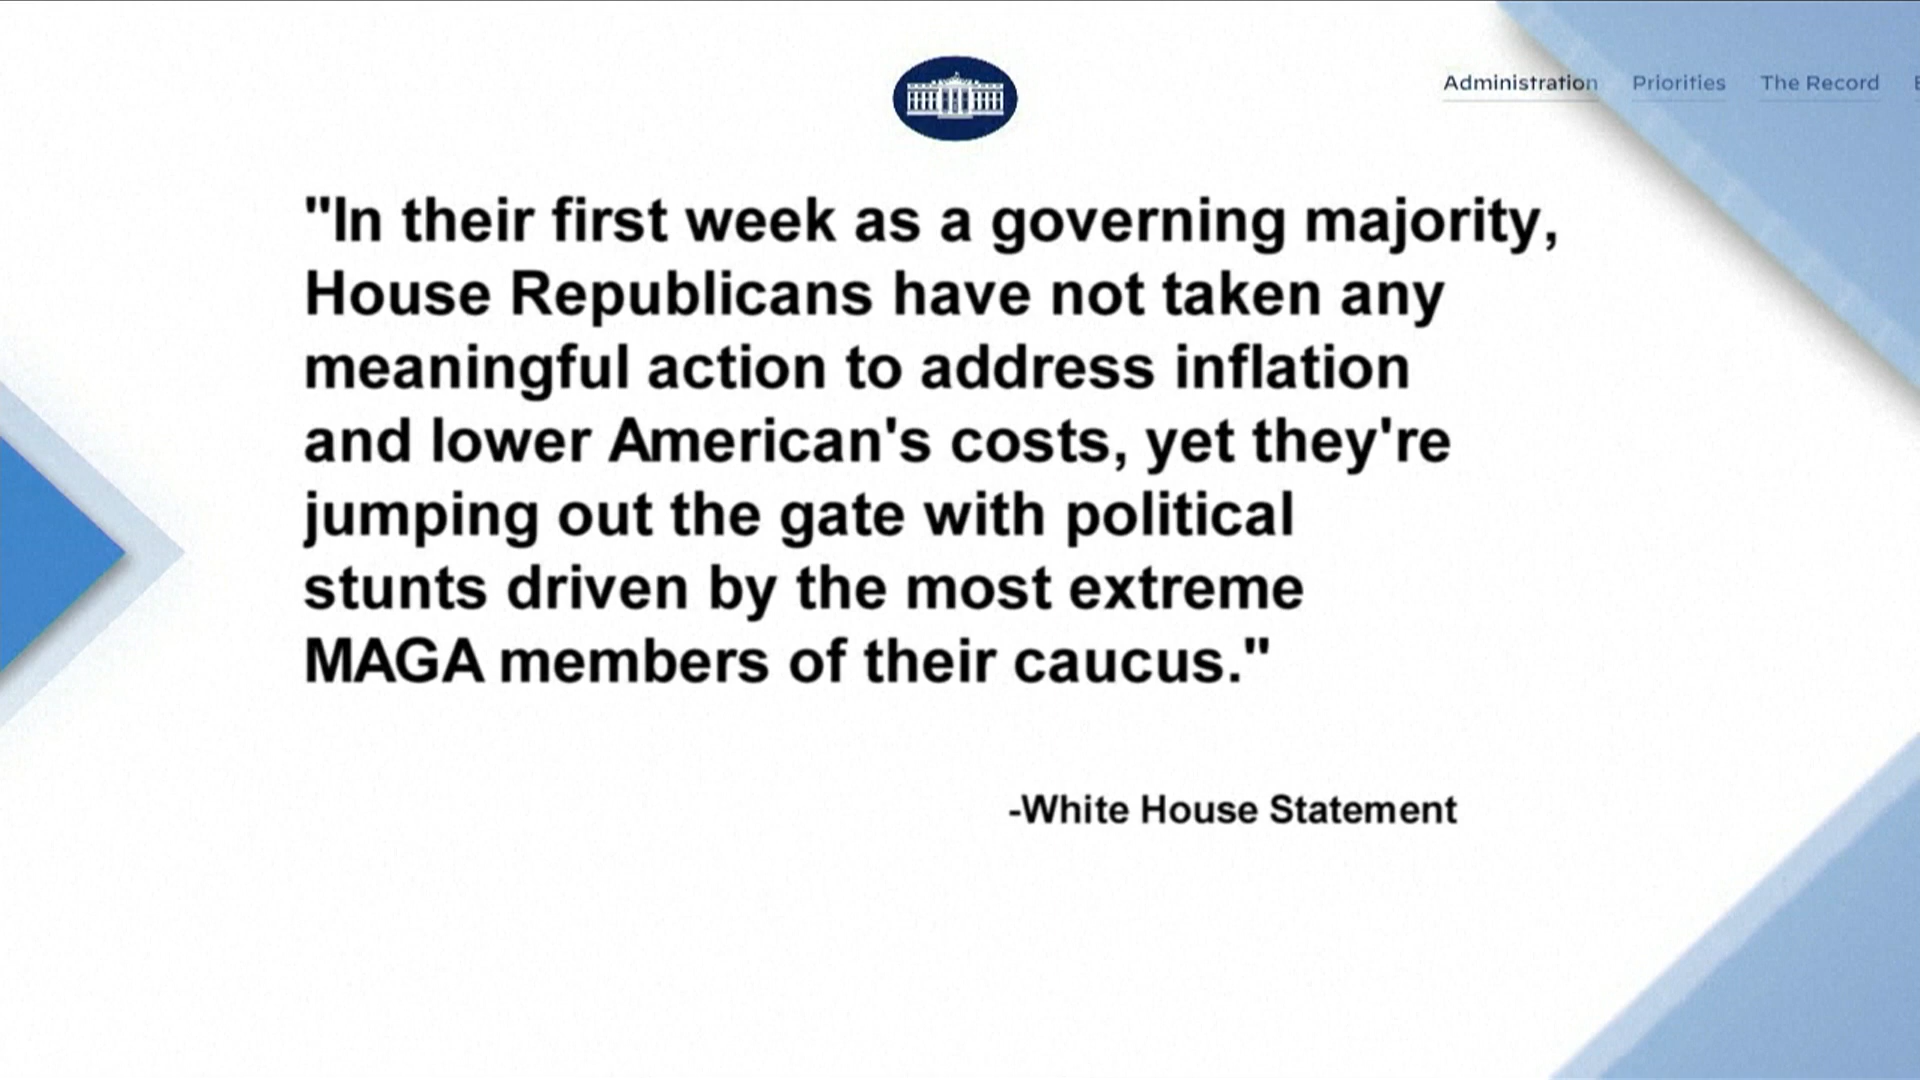 Administration Priorities The Record
"In their first week as a governing majority,
House Republicans have not taken any
meaningful action to address inflation
and lower American's costs, yet they're
jumping out the gate with political
stunts driven by the most extreme
MAGA members of their caucus."
-White House Statement